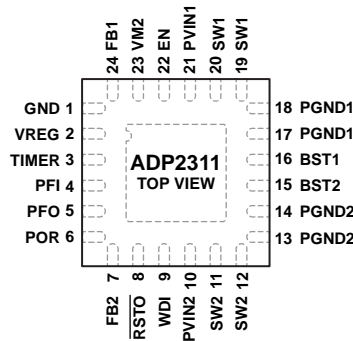 24 FB1
23 VM2
22 EN
21 PVIN1
20 SW1
19 SW1
GND 1
VREG 2
TIMER 3
PFI 4
PFO 5
POR 6
ADP2311
TOP VIEW
18 PGND1
17 PGND1
16 BST1
15 BST2
14 PGND2
13 PGND2
FB2 7
RSTO 8
WDI 9
PVIN2 10
SW2 11
SW2 12